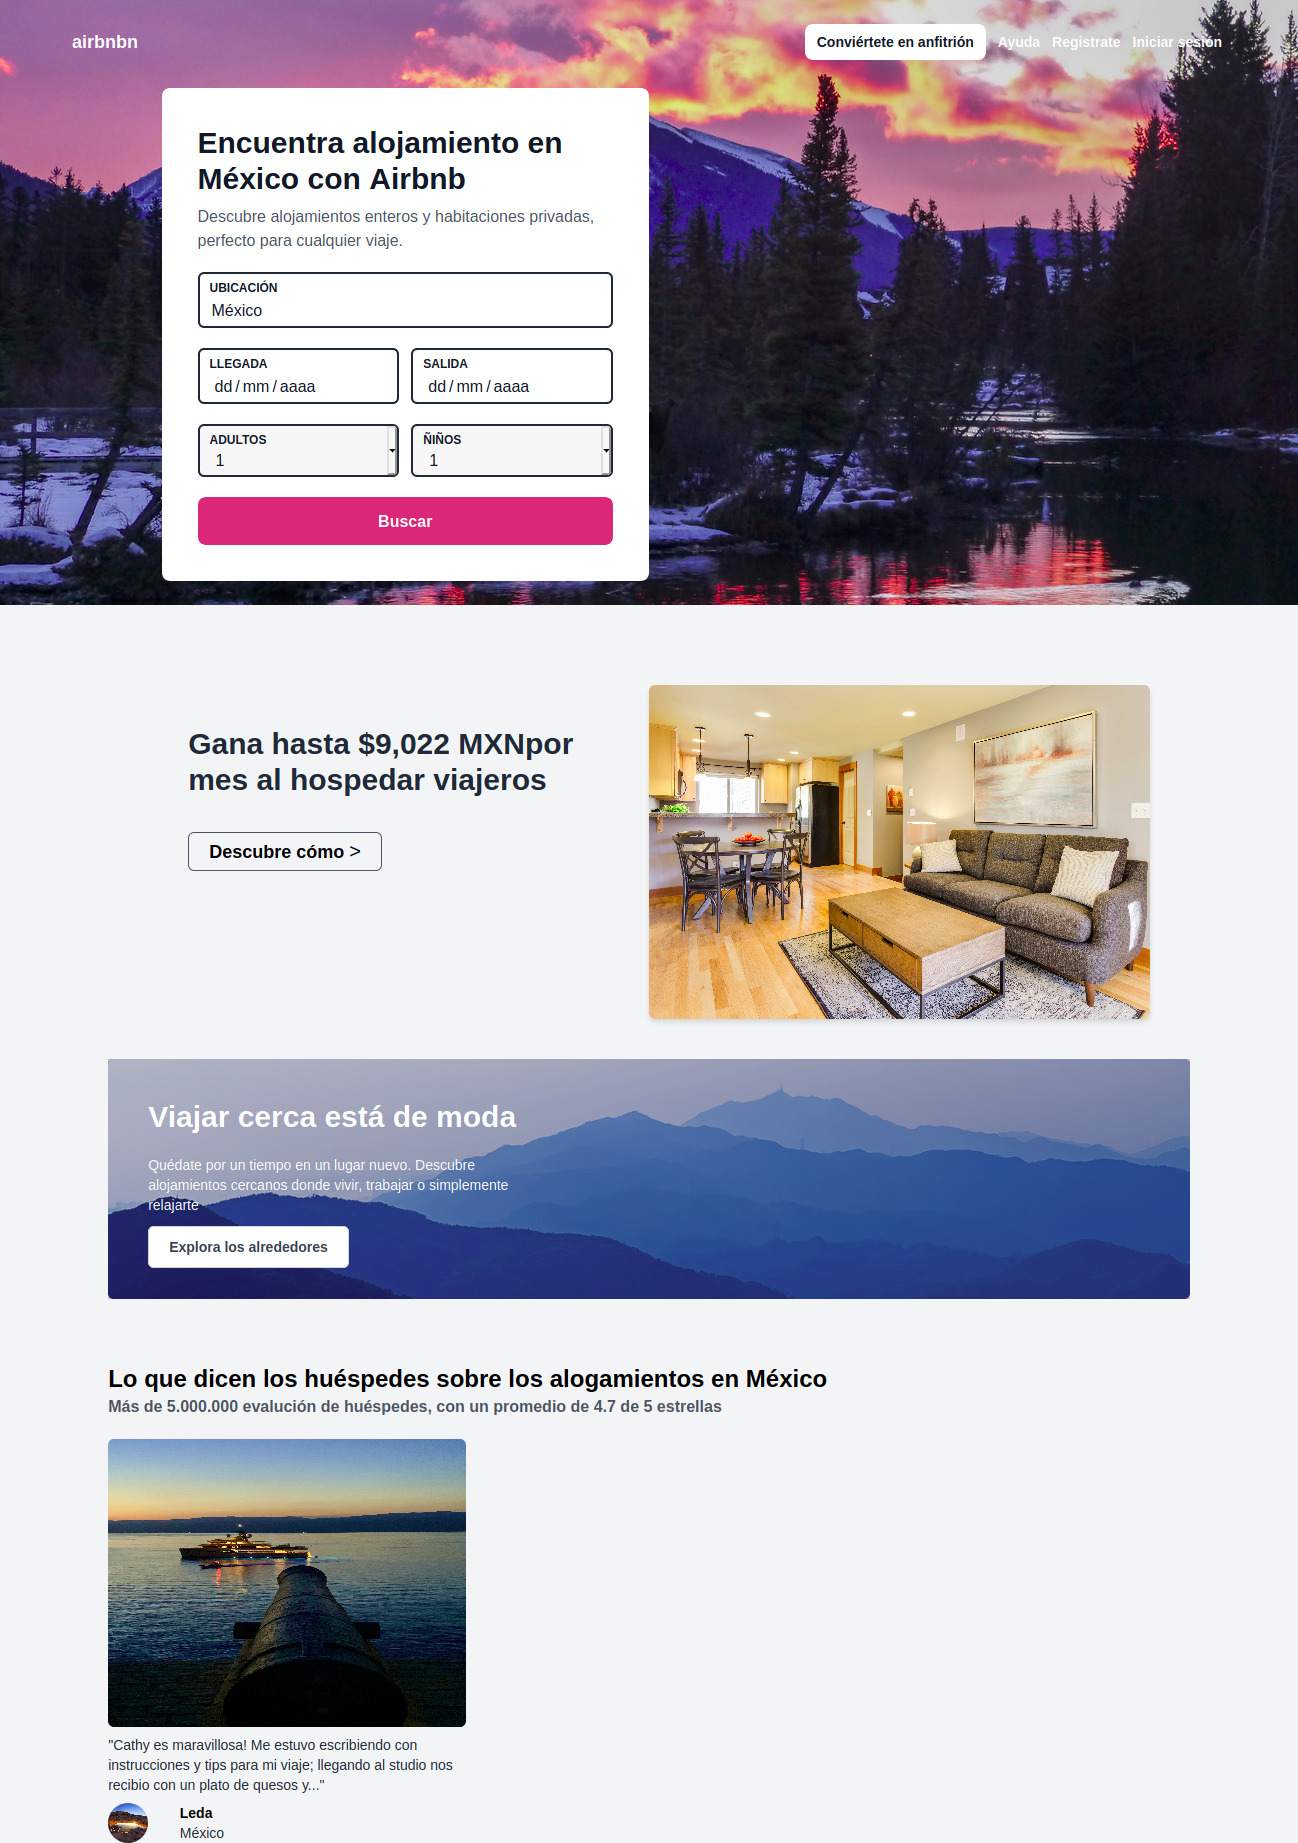 airbnbn
Conviértete en anfitrión Ayuda Registrate Iniciar sesión
Encuentra alojamiento en
México con Airbnb
Descubre alojamientos enteros y habitaciones privadas,
perfecto para cualquier viaje.
UBICACIÓN
México
LLEGADA
dd/mm/aaaa
SALIDA
dd/mm/aaaa
ADULTOS
1
ÑIÑOS
1
Buscar
Gana hasta $9,022 MXNpor
mes al hospedar viajeros
Descubre cómo >
Viajar cerca está de moda
Quédate por un tiempo en un lugar nuevo. Descubre
alojamientos cercanos donde vivir, trabajar o simplemente
relajarte
Explora los alrededores
Lo que dicen los huéspedes sobre los alogamientos en México
Más de 5.000.000 evalución de huéspedes, con un promedio de 4.7 de 5 estrellas
"Cathy es maravillosa! Me estuvo escribiendo con
instrucciones y tips para mi viaje; llegando al studio nos
recibio con un plato de quesos y..."
Leda
México